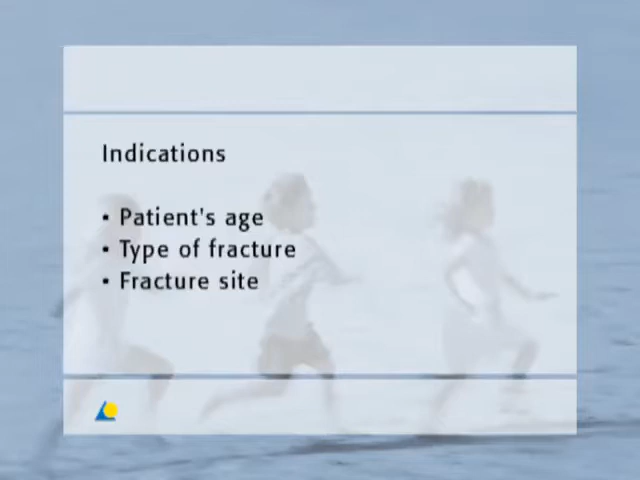 Indications
• Patient's age
• Type of fracture
• Fracture site